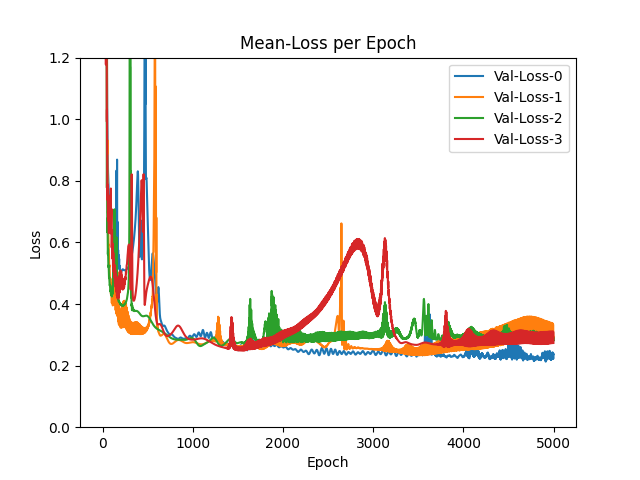 Mean-Loss per Epoch
1.2
1.0
0.8
0.6
0.4
0.2
0.0
Loss
Val-Loss-0
Val-Loss-1
Val-Loss-2
Val-Loss-3
0 1000 2000 3000 4000 5000
Epoch